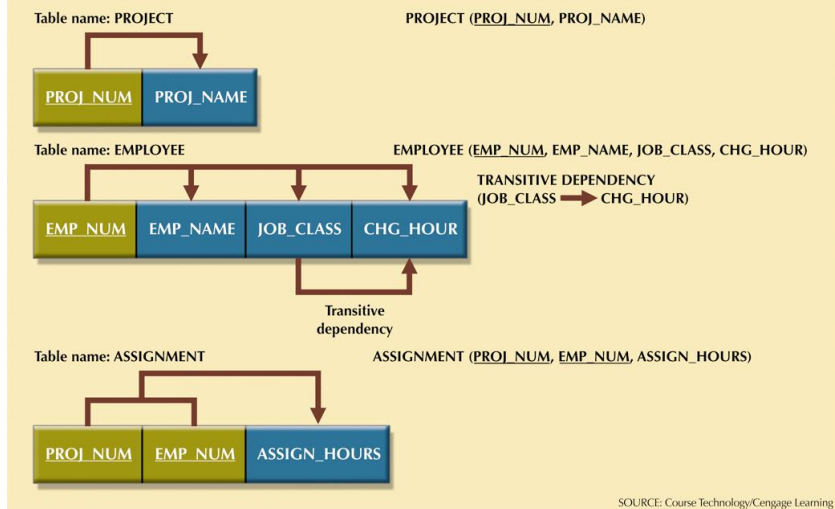 Table name: PROJECT
PROJECT (PROJ_NUM, PROJ_NAME)
PROJ_NUM
PROJ_NAME
Table name: EMPLOYEE
EMPLOYEE (EMP_NUM, EMP_NAME, JOB_CLASS, CHG_HOUR)
TRANSITIVE DEPENDENCY
(JOB_CLASS CHG_HOUR)
EMP_NUM
EMP_NAME
JOB_CLASS
CHG_HOUR
Transitive
dependency
Table name: ASSIGNMENT
ASSIGNMENT (PROJ_NUM, EMP_NUM, ASSIGN_HOURS)
PROJ_NUM
EMP_NUM
ASSIGN_HOURS
SOURCE: Course Technology/Cengage Learning